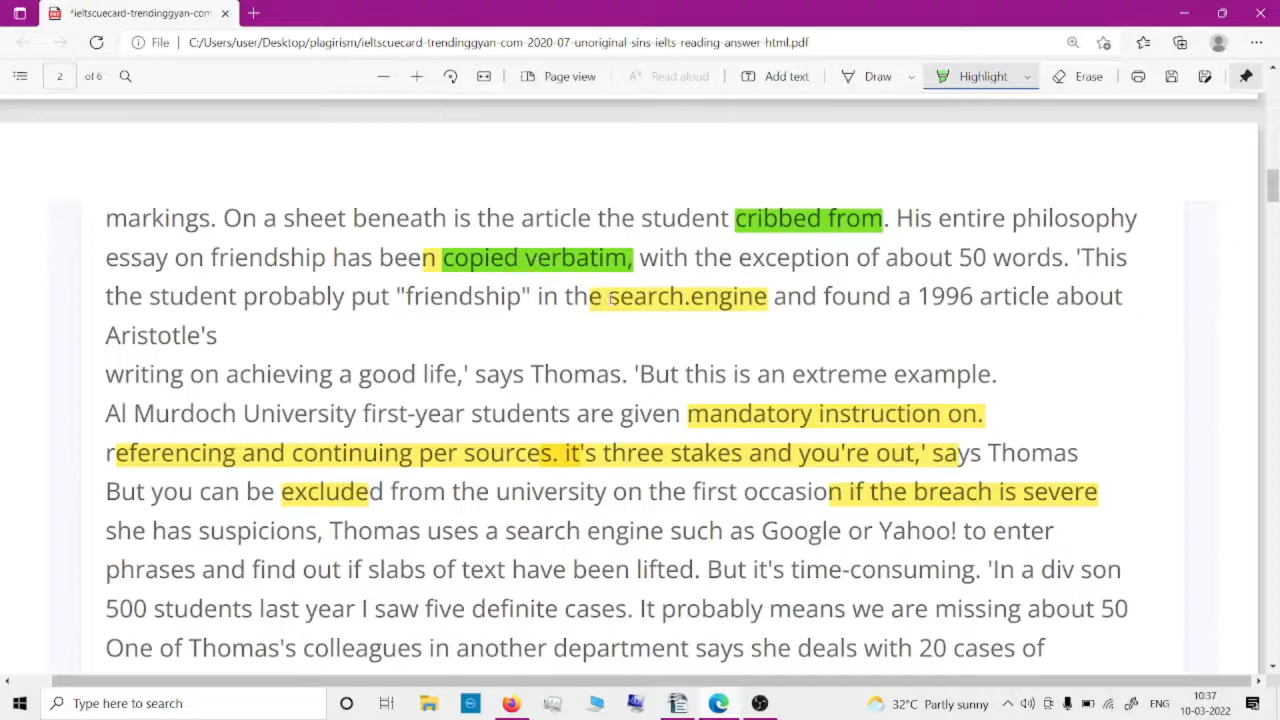 *ieltscuecard-trendinggyan-com-
File C:/Users/user/Desktop/plagirism/ieltscuecard-trendinggyan-com-2020-07-unoriginal-sins-ielts-reading-answer-html.pdf
2 of 6 Page view Read aloud Add text Draw Highlight Erase
markings. On a sheet beneath is the article the student cribbed from. His entire philosophy
essay on friendship has been copied verbatim, with the exception of about 50 words. 'This
the student probably put "friendship" in the search.engine and found a 1996 article about
Aristotle's
writing on achieving a good life,' says Thomas. 'But this is an extreme example.
Al Murdoch University first-year students are given mandatory instruction on.
referencing and continuing per sources. it's three stakes and you're out,' says Thomas
But you can be excluded from the university on the first occasion if the breach is severe
she has suspicions, Thomas uses a search engine such as Google or Yahoo! to enter
phrases and find out if slabs of text have been lifted. But it's time-consuming. 'In a div son
500 students last year I saw five definite cases. It probably means we are missing about 50
One of Thomas's colleagues in another department says she deals with 20 cases of
Type here to search 32°C Partly sunny ENG 10:37
10-03-2022